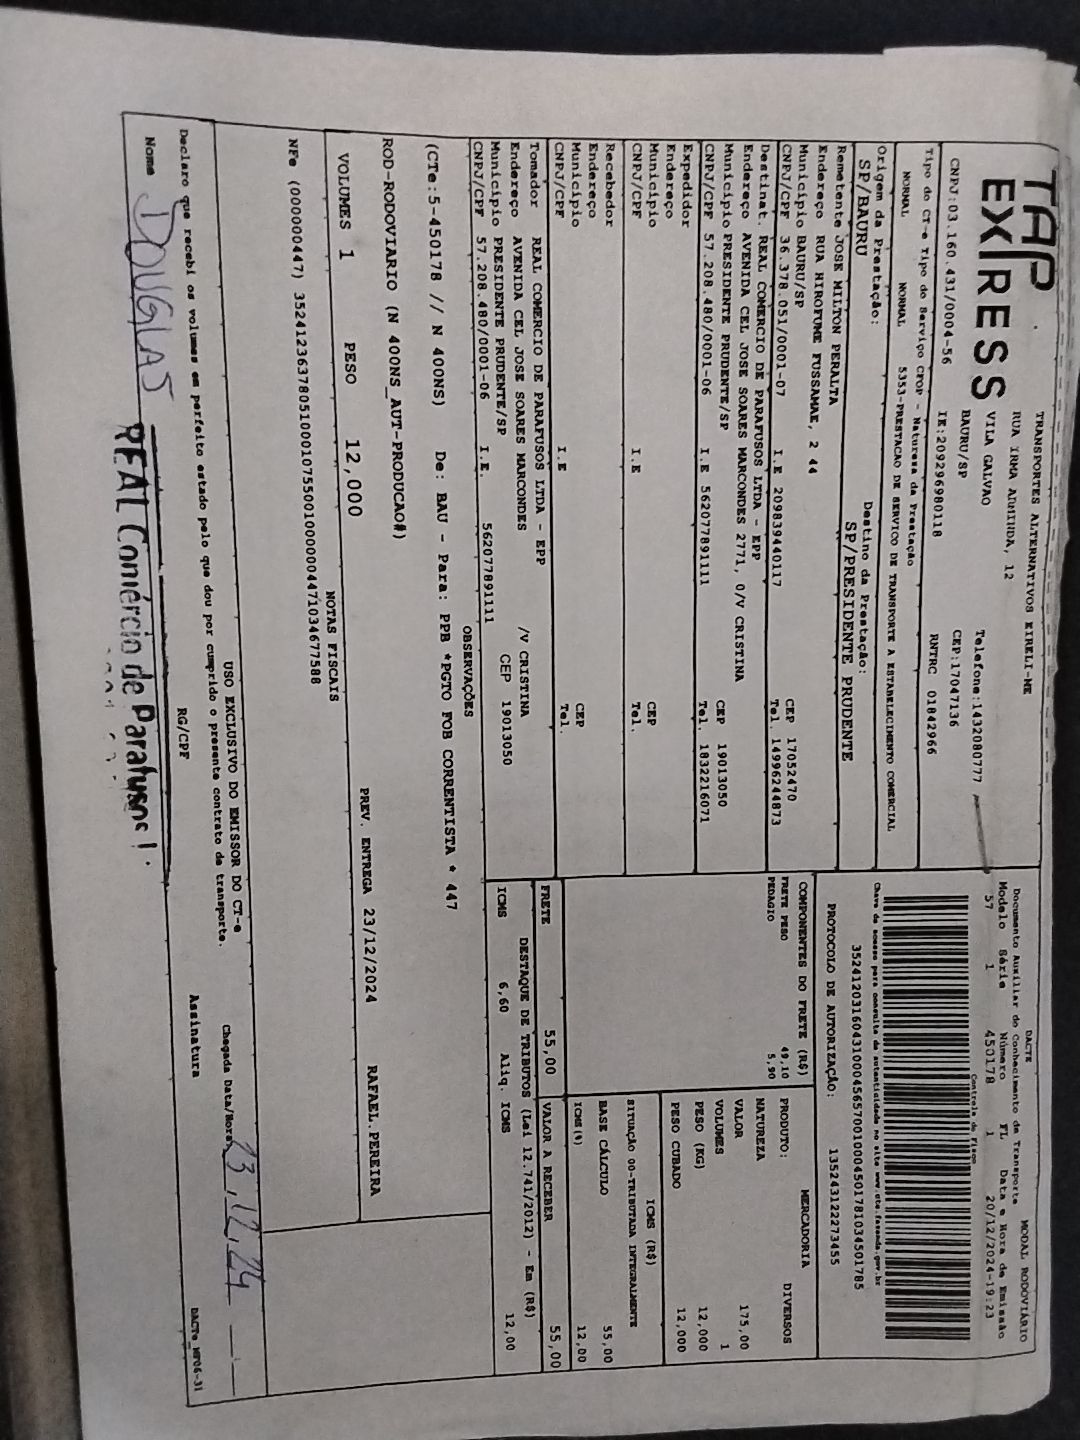 TAP EXPRESS
TRANSPORTES ALTERNATIVOS EIRELI-ME
RUA IRMA ARMINDA, 12
VILA GALVAO
BAURU/SP
Telefone:1432080777
CEP:17047136
CNPJ:03.160.431/0004-56 IE:209296980118 RNTRC 01842966
Tipo do CT-e Tipo do Serviço CFOP - Natureza da Prestação
NORMAL NORMAL 5353-PRESTACAO DE SERVICO DE TRANSPORTE A ESTABELECIMENTO COMERCIAL
Origem da Prestação: Destino da Prestação:
SP/BAURU SP/PRESIDENTE PRUDENTE
Remetente JOSE MILTON PERALTA
Endereço RUA HIROFUME FUSSAMAE, 2 44
Município BAURU/SP CEP 17052470
CNPJ/CPF 36.378.051/0001-07 I.E 209839440117 Tel. 14996244873
Destinat. REAL COMERCIO DE PARAFUSOS LTDA - EPP
Endereço AVENIDA CEL JOSE SOARES MARCONDES 2771, 0/V CRISTINA
Município PRESIDENTE PRUDENTE/SP CEP 19013050
CNPJ/CPF 57.208.480/0001-06 I.E 562077891111 Tel. 1832216071
Expedidor
Endereço
Município CEP
CNPJ/CPF I.E Tel.
Recebedor
Endereço
Município CEP
CNPJ/CPF I.E Tel.
Tomador REAL COMERCIO DE PARAFUSOS LTDA - EPP
Endereço AVENIDA CEL JOSE SOARES MARCONDES /V CRISTINA
Município PRESIDENTE PRUDENTE/SP CEP 19013050
CNPJ/CPF 57.208.480/0001-06 I.E. 562077891111
DACTE MODAL RODOVIÁRIO
Documento Auxiliar do Conhecimento de Transporte
Modelo Série Número FL Data e Hora de Emissão
57 1 450178 1 20/12/2024-19:23
Controle do Fisco
Chave de acesso para consulta de autenticidade no site www.cte.fazenda.gov.br
35241203160431000456570010004501781034501785
PROTOCOLO DE AUTORIZAÇÃO: 135243122273455
COMPONENTES DO FRETE (R$)
FRETE PESO 49,10
PEDAGIO 5,90
MERCADORIA
PRODUTO: DIVERSOS
NATUREZA
VALOR 175,00
VOLUMES 1
PESO (KG) 12,000
PESO CUBADO 12,000
ICMS (R$)
SITUAÇÃO 00-TRIBUTADA INTEGRALMENTE
BASE CÁLCULO 55,00
ICMS (%) 12,00
FRETE 55,00 VALOR A RECEBER 55,00
DESTAQUE DE TRIBUTOS (Lei 12.741/2012) - Em (R$)
ICMS 6,60 Aliq. ICMS 12,00
OBSERVAÇÕES
(CTe:5-450178 // N 400NS) De: BAU - Para: PPB *PGTO FOB CORRENTISTA * 447
ROD-RODOVIARIO (N 400NS_AUT-PRODUCAO#)
VOLUMES 1 PESO 12,000 PREV. ENTREGA 23/12/2024 RAFAEL.PEREIRA
NOTAS FISCAIS
NFe (000000447) 35241236378051000107550010000004471034677588
USO EXCLUSIVO DO EMISSOR DO CT-e
Declaro que recebi os volumes em perfeito estado pelo que dou por cumprido o presente contrato de transporte.
Chegada Data/Hora 23,12,24
Nome DOUGLAS RG/CPF Assinatura
DACTe_MP06-31
REAL Comércio de Parafusos